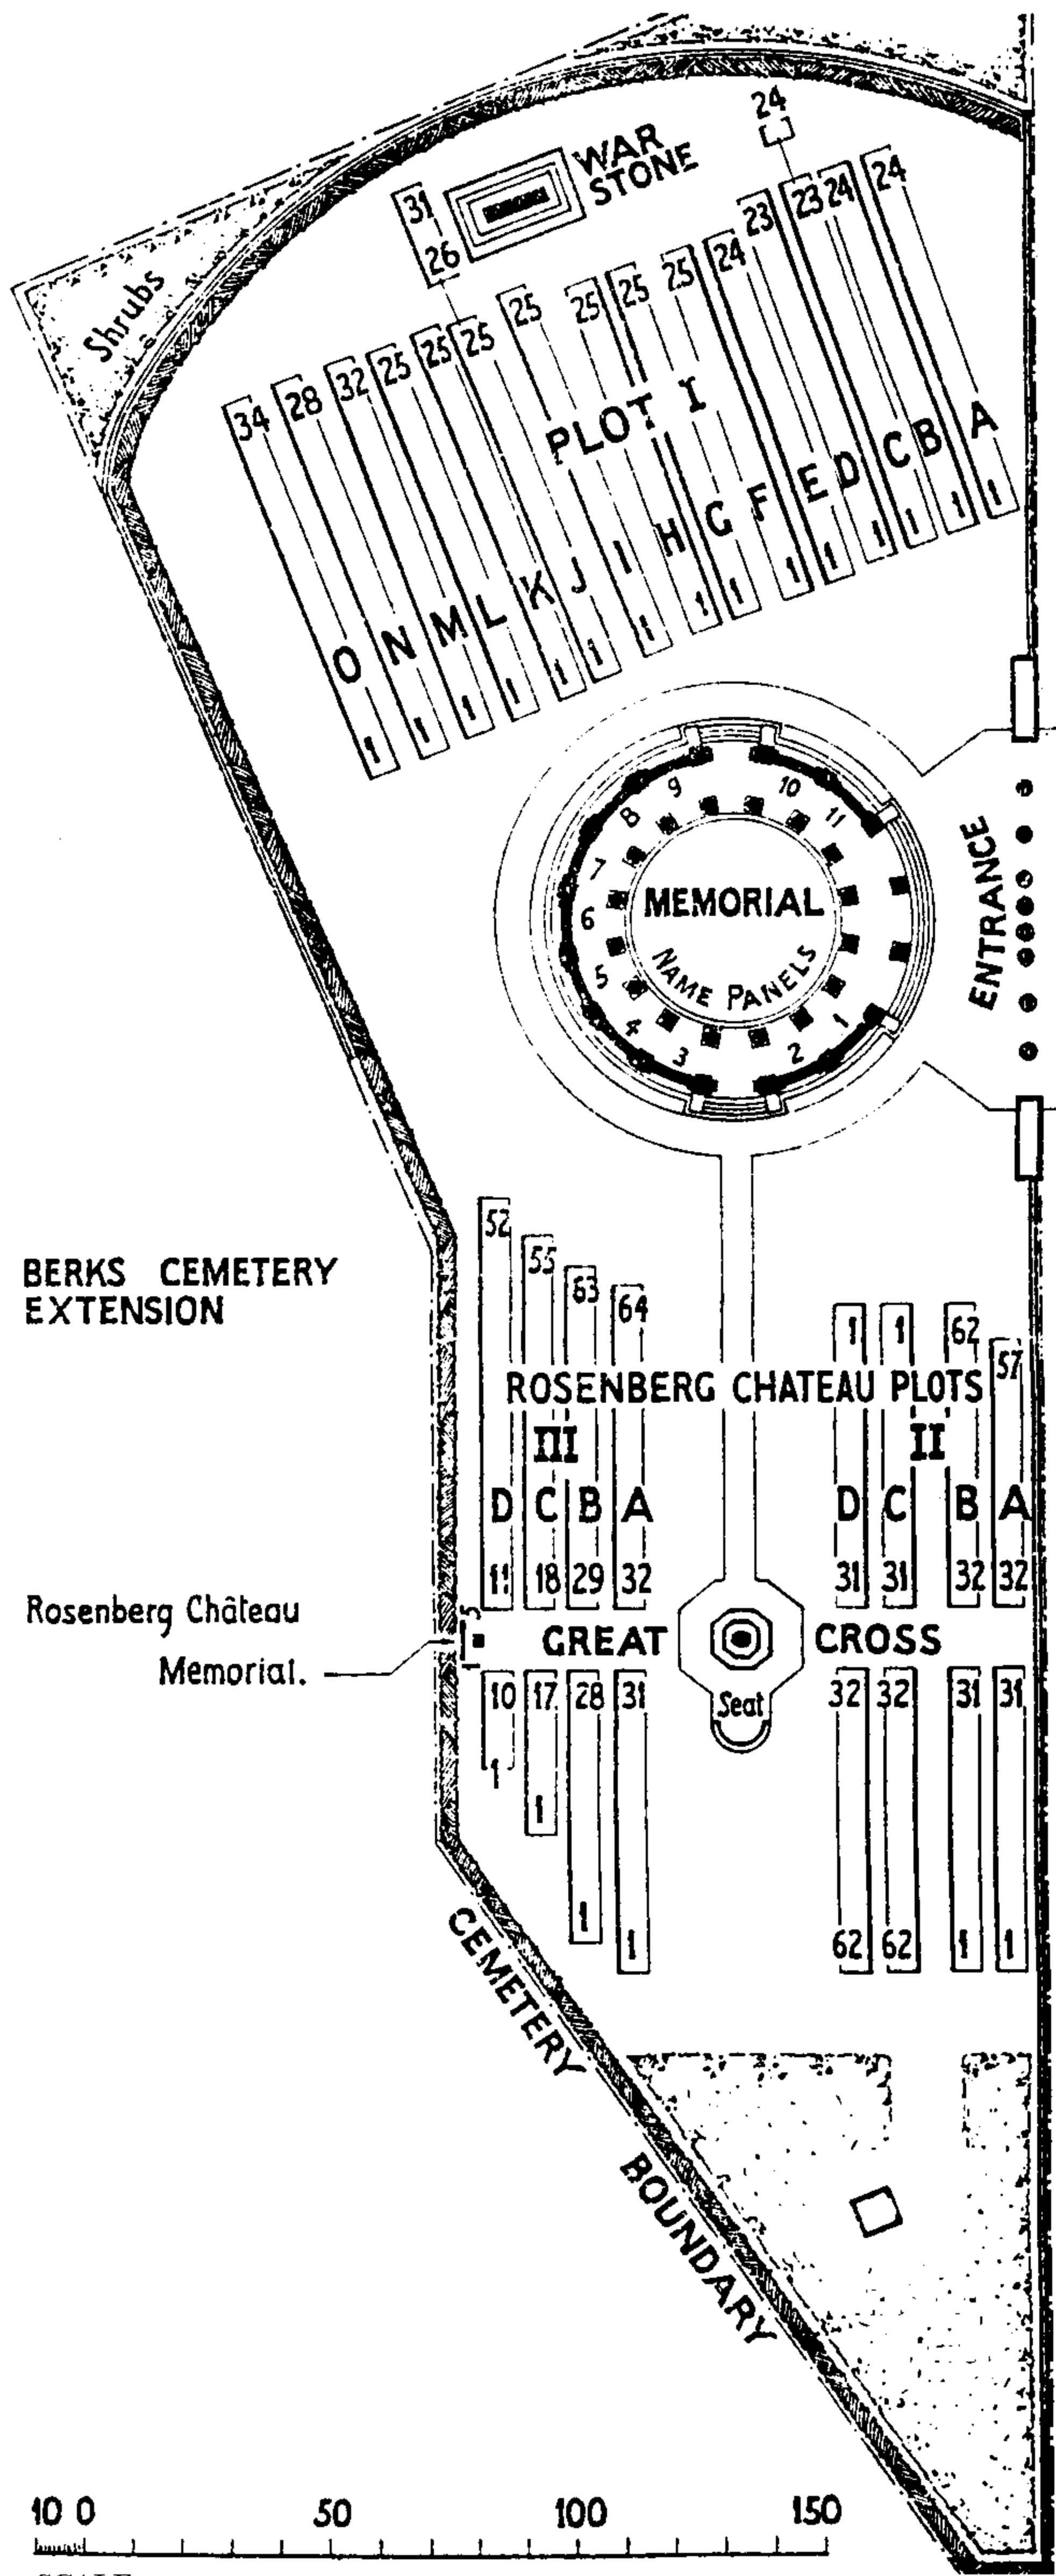 24
WAR
STONE
31
26
24
23
24
23
24
25
25
25
25
25
25
25
25
32
28
34
Shrubs
PLOT I
A
B
C
D
E
F
G
H
I
J
K
L
M
N
O
1 1 1 1 1 1 1 1 1 1 1 1 1 1 1
MEMORIAL
NAME PANELS
1
2
3
4
5
6
7
8
9
10
11
ENTRANCE
BERKS CEMETERY
EXTENSION
52
55
63
64
1
1
62
57
ROSENBERG CHATEAU PLOTS
III
II
D C B A
D C B A
11 18 29 32
31 31 32 32
Rosenberg Château
Memorial.
1
5
GREAT CROSS
10 17 28 31
Seat
32 32 31 31
1
1
1
1
62 62 1 1
CEMETERY
BOUNDARY
10 0 50 100 150